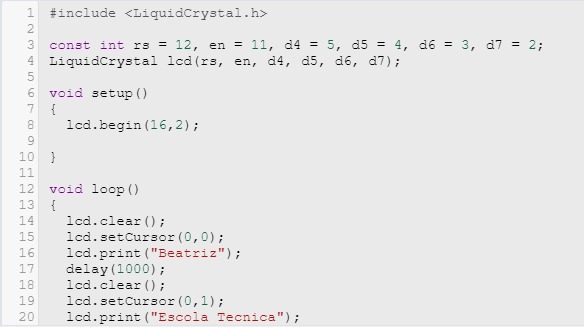 1 #include <LiquidCrystal.h>
2
3 const int rs = 12, en = 11, d4 = 5, d5 = 4, d6 = 3, d7 = 2;
4 LiquidCrystal lcd(rs, en, d4, d5, d6, d7);
5
6 void setup()
7 {
8   lcd.begin(16,2);
9
10 }
11
12 void loop()
13 {
14   lcd.clear();
15   lcd.setCursor(0,0);
16   lcd.print("Beatriz");
17   delay(1000);
18   lcd.clear();
19   lcd.setCursor(0,1);
20   lcd.print("Escola Tecnica");